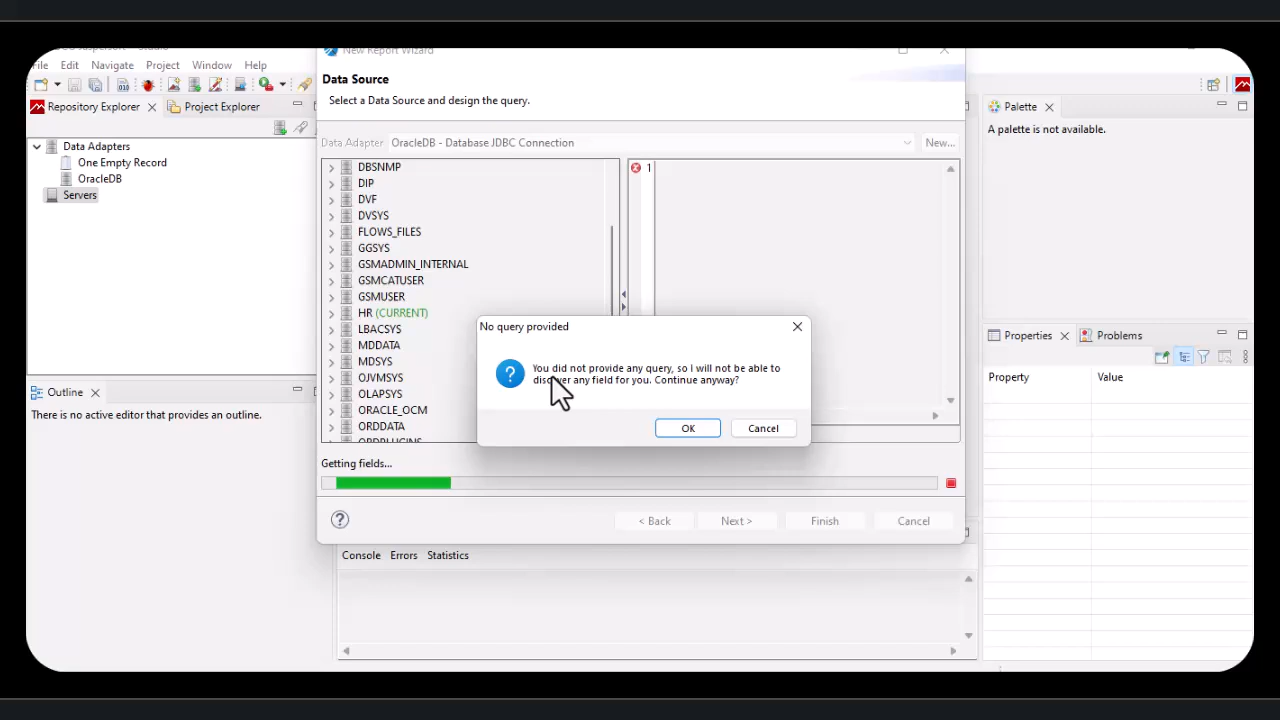 New Report Wizard
File Edit Navigate Project Window Help
Data Source
Select a Data Source and design the query.
Repository Explorer
Project Explorer
Data Adapters
One Empty Record
OracleDB
Servers
Data Adapter OracleDB - Database JDBC Connection New...
DBSNMP
DIP
DVF
DVSYS
FLOWS_FILES
GGSYS
GSMADMIN_INTERNAL
GSMCATUSER
GSMUSER
HR (CURRENT)
LBACSYS
MDDATA
MDSYS
OJVMSYS
OLAPSYS
ORACLE_OCM
ORDDATA
ORDPLUGINS
1
No query provided
You did not provide any query, so I will not be able to
discover any field for you. Continue anyway?
OK Cancel
Getting fields...
< Back Next > Finish Cancel
Outline
There is no active editor that provides an outline.
Console Errors Statistics
Palette
A palette is not available.
Properties Problems
Property Value